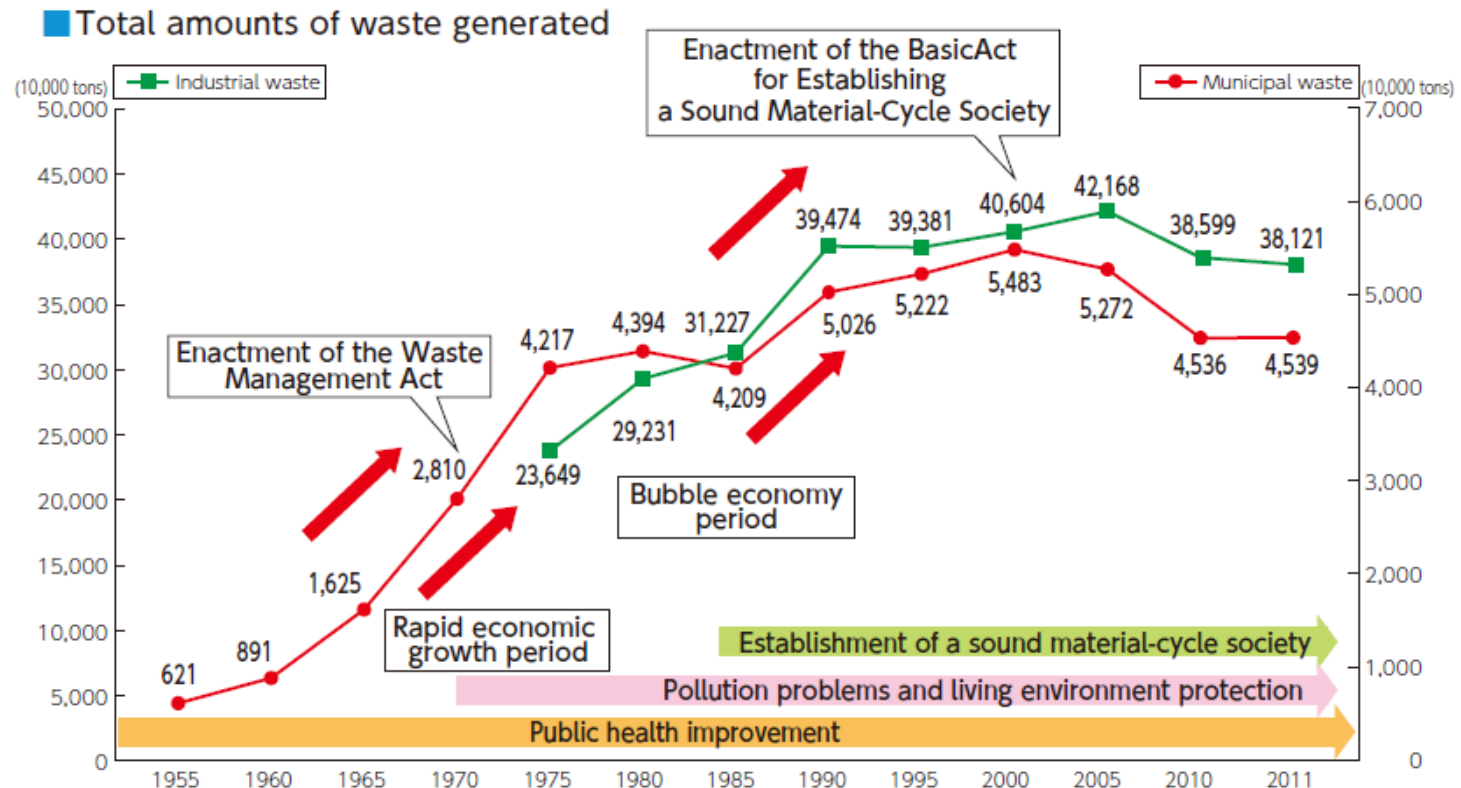 Total amounts of waste generated
(10,000 tons)
Industrial waste
Municipal waste
(10,000 tons)
Enactment of the BasicAct
for Establishing
a Sound Material-Cycle Society
50,000
45,000
40,000
35,000
30,000
25,000
20,000
15,000
10,000
5,000
0
7,000
6,000
5,000
4,000
3,000
2,000
1,000
0
39,474
39,381
40,604
42,168
38,599
38,121
5,026
5,222
5,483
5,272
4,536
4,539
Enactment of the Waste
Management Act
4,217
4,394
31,227
4,209
29,231
23,649
2,810
1,625
891
621
Bubble economy
period
Rapid economic
growth period
Establishment of a sound material-cycle society
Pollution problems and living environment protection
Public health improvement
1955 1960 1965 1970 1975 1980 1985 1990 1995 2000 2005 2010 2011